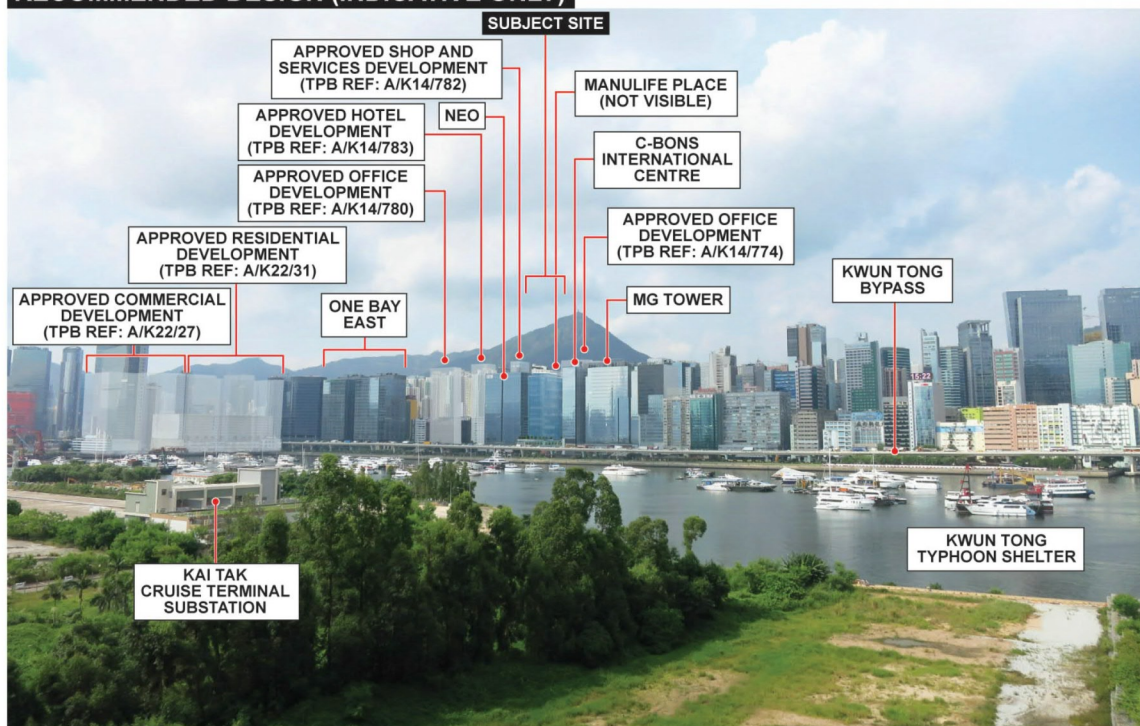 RECOMMENDED DESIGN (INDICATIVE ONLY)
SUBJECT SITE
APPROVED SHOP AND
SERVICES DEVELOPMENT
(TPB REF: A/K14/782)
MANULIFE PLACE
(NOT VISIBLE)
APPROVED HOTEL
DEVELOPMENT
(TPB REF: A/K14/783)
NEO
C-BONS
INTERNATIONAL
CENTRE
APPROVED OFFICE
DEVELOPMENT
(TPB REF: A/K14/780)
APPROVED OFFICE
DEVELOPMENT
(TPB REF: A/K14/774)
APPROVED RESIDENTIAL
DEVELOPMENT
(TPB REF: A/K22/31)
KWUN TONG
BYPASS
APPROVED COMMERCIAL
DEVELOPMENT
(TPB REF: A/K22/27)
ONE BAY
EAST
MG TOWER
KWUN TONG
TYPHOON SHELTER
KAI TAK
CRUISE TERMINAL
SUBSTATION